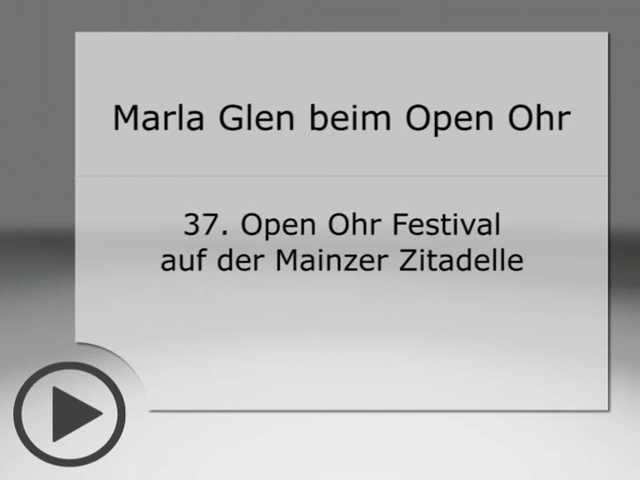 Marla Glen beim Open Ohr
37. Open Ohr Festival
auf der Mainzer Zitadelle